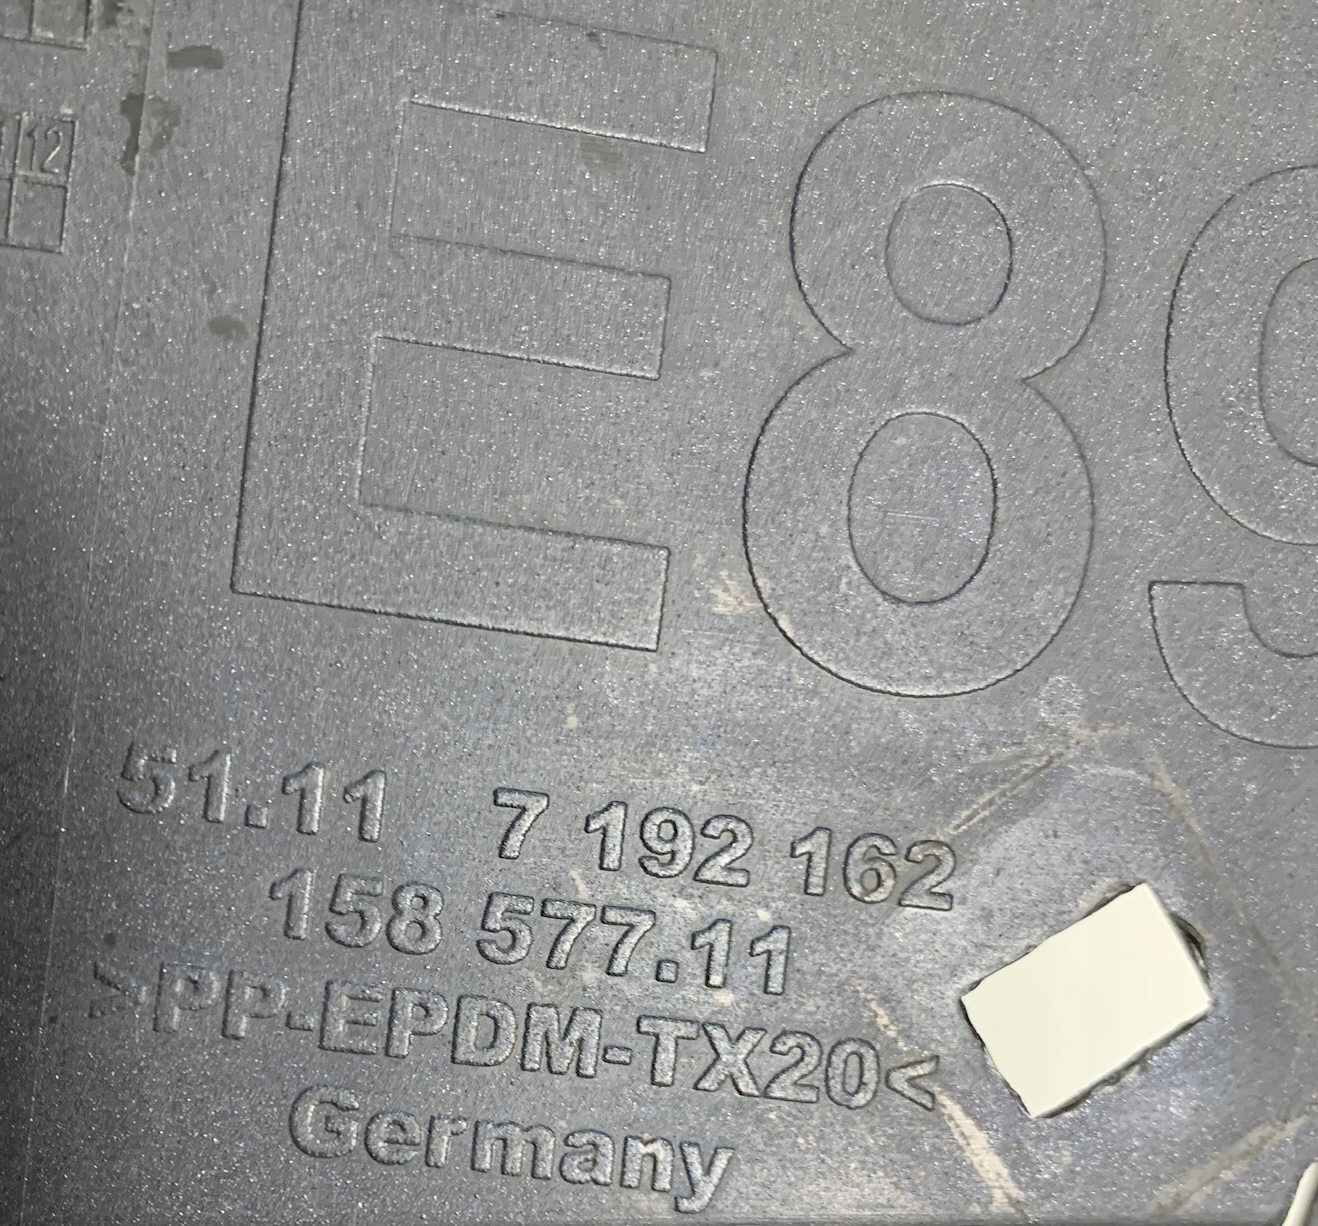 12
E89
51.11 7 192 162
158 577.11
>PP-EPDM-TX20<
Germany